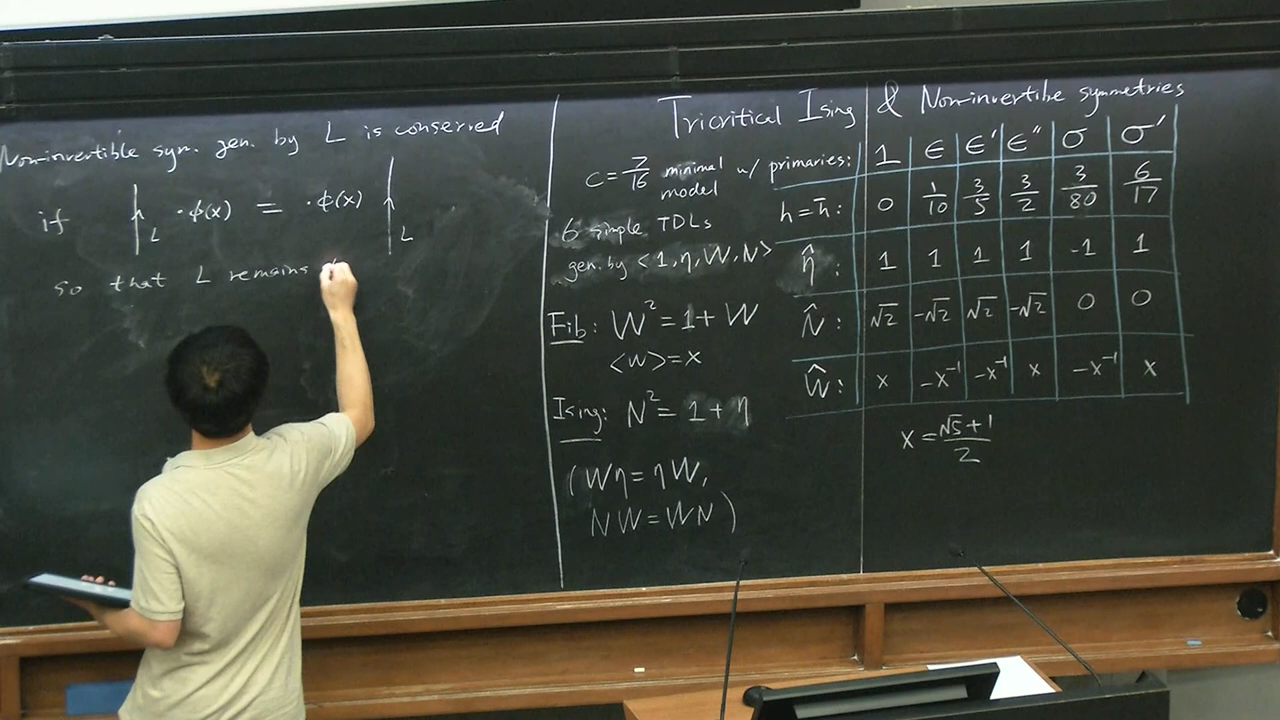 Noninvertible sym. gen. by L is conserved
if L · ϕ(x) = · ϕ(x) L
so that L remains
Tricritical Ising & Non-invertibe symmetries
c = 7/16 minimal model w/ primaries:
6 simple TDLs
gen. by <1, η, W, N>
Fib: W² = 1 + W
<w> = x
Ising: N² = 1 + η
(Wη = ηW,
NW = WN)
1 ϵ ϵ' ϵ'' σ σ'
h = h̄: 0 1/10 3/5 3/2 3/80 6/17
η̂: 1 1 1 1 -1 1
N̂: √2 -√2 √2 -√2 0 0
Ŵ: x -x⁻¹ -x⁻¹ x -x⁻¹ x
x = (√5+1)/2